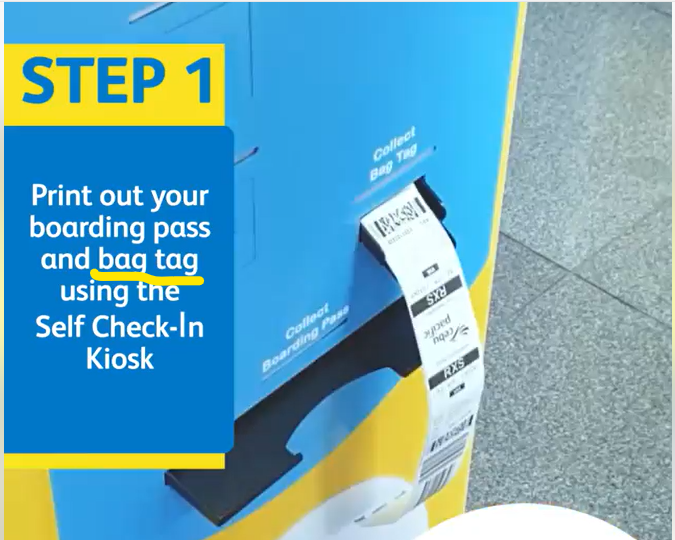 STEP 1
Print out your
boarding pass
and bag tag
using the
Self Check-In
Kiosk
Collect
Bag Tag
Collect
Boarding Pass
RXS
cebu
pacific
RXS